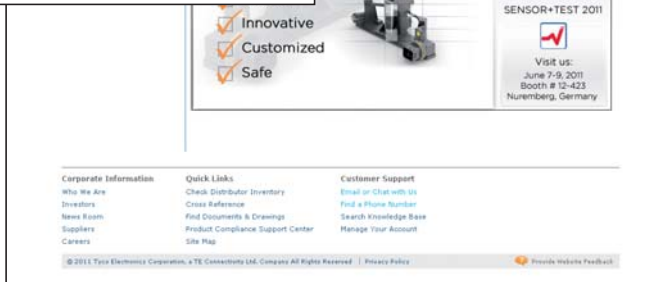 Innovative
Customized
Safe
SENSOR+TEST 2011
Visit us:
June 7-9, 2011
Booth # 12-423
Nuremberg, Germany
Corporate Information
Who We Are
Investors
News Room
Suppliers
Careers
Quick Links
Check Distributor Inventory
Cross Reference
Find Documents & Drawings
Product Compliance Support Center
Site Map
Customer Support
Email or Chat with Us
Find a Phone Number
Search Knowledge Base
Manage Your Account
© 2011 Tyco Electronics Corporation, a TE Connectivity Ltd. Company All Rights Reserved | Privacy Policy
Provide Website Feedback